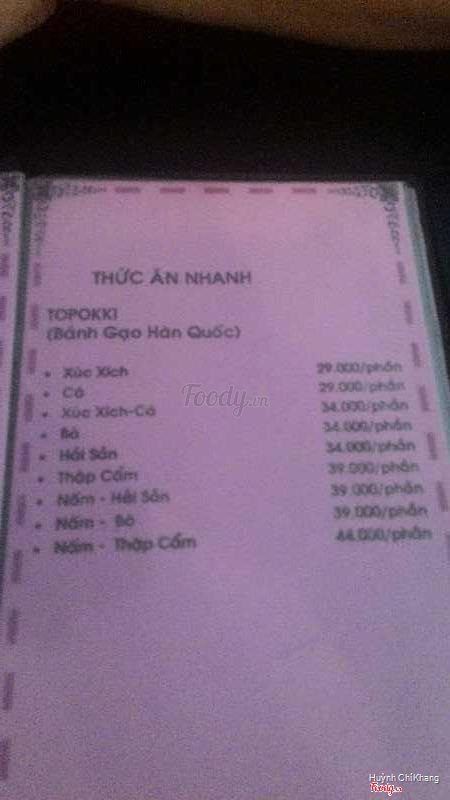 THỨC ĂN NHANH
TOPOKKI
(Bánh Gạo Hàn Quốc)
• Xúc Xích 29.000/phần
• Cá 29.000/phần
• Xúc Xích-Cá 34.000/phần
• Bò 34.000/phần
• Hải Sản 34.000/phần
• Thập Cẩm 39.000/phần
• Nấm - Hải Sản 39.000/phần
• Nấm - Bò 39.000/phần
• Nấm - Thập Cẩm 44.000/phần
Foody.vn
Huỳnh ChíKhang
Foody.vn